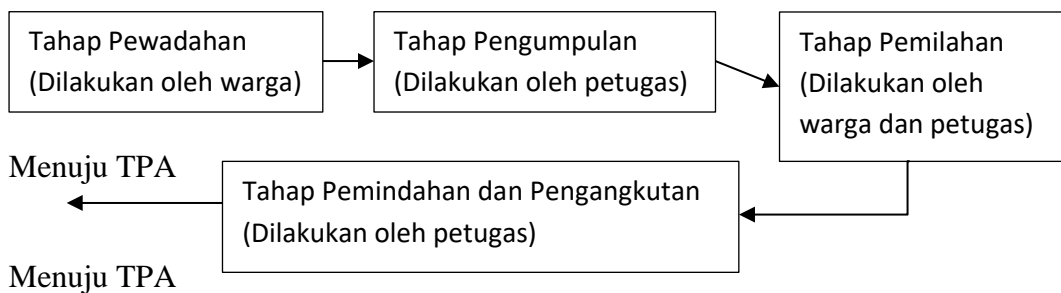 Tahap Pewadahan
(Dilakukan oleh warga)
Tahap Pengumpulan
(Dilakukan oleh petugas)
Tahap Pemilahan
(Dilakukan oleh
warga dan petugas)
Menuju TPA
Tahap Pemindahan dan Pengangkutan
(Dilakukan oleh petugas)
Menuju TPA